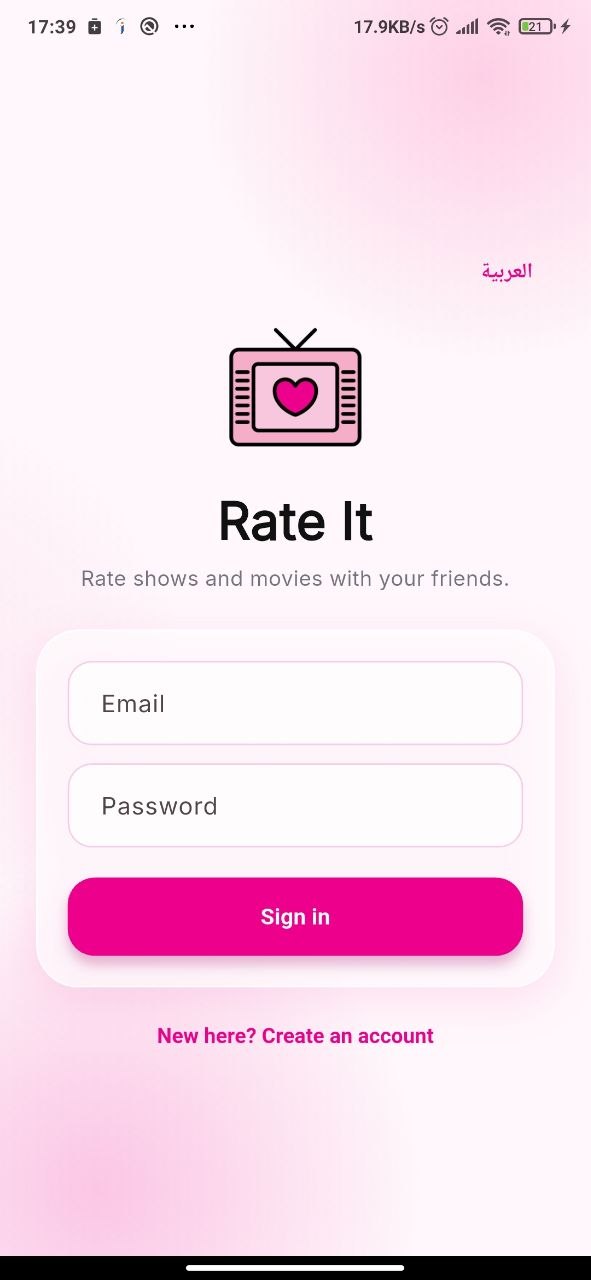 17:39
17.9KB/s
21
العربية
Rate It
Rate shows and movies with your friends.
Email
Password
Sign in
New here? Create an account